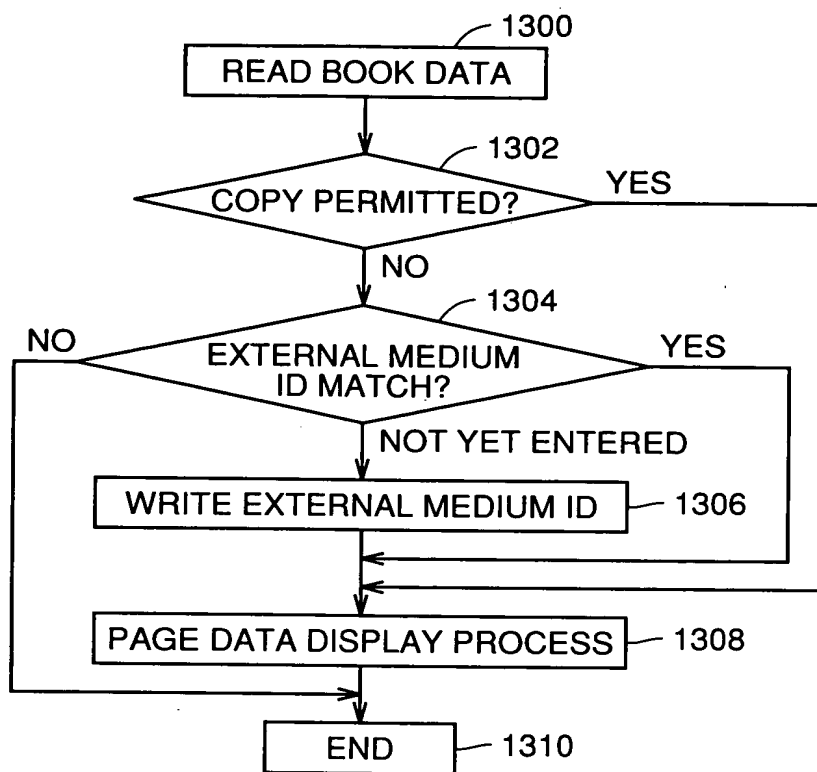 1300
READ BOOK DATA
1302
COPY PERMITTED?
YES
NO
1304
NO
EXTERNAL MEDIUM
ID MATCH?
YES
NOT YET ENTERED
WRITE EXTERNAL MEDIUM ID
1306
PAGE DATA DISPLAY PROCESS
1308
END
1310